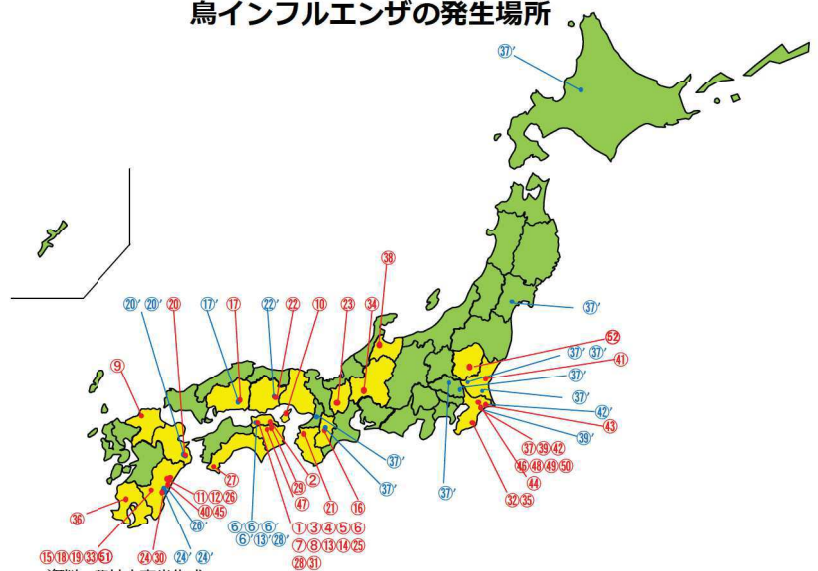 鳥インフルエンザの発生場所
㊲′
㊳
⑳′ ⑳′ ⑳ ⑰′ ⑰ ㉒′ ㉒ ⑩ ㉓ ㉞ ㊲′
52
㊲′ ㊲′ ㊶
⑨ ㊲′
㊲′
㊷′
㊸
㊴′
㊲㊴㊷
㊲′
㉗ ② ㊻㊽㊾㊿
㊲′ ㊹
㉙
⑪⑫㉖ ㊼ ㉑ ⑯ ㊲′ ㉜㉟
㊱ ㊵㊺
⑥′⑥′⑥′ ①③④⑤⑥
⑥′⑬′㉘′ ⑦⑧⑬⑭㉕
⑮⑱⑲㉝51 ㉔㉚ ㉔′ ㉔′
㉘㉛